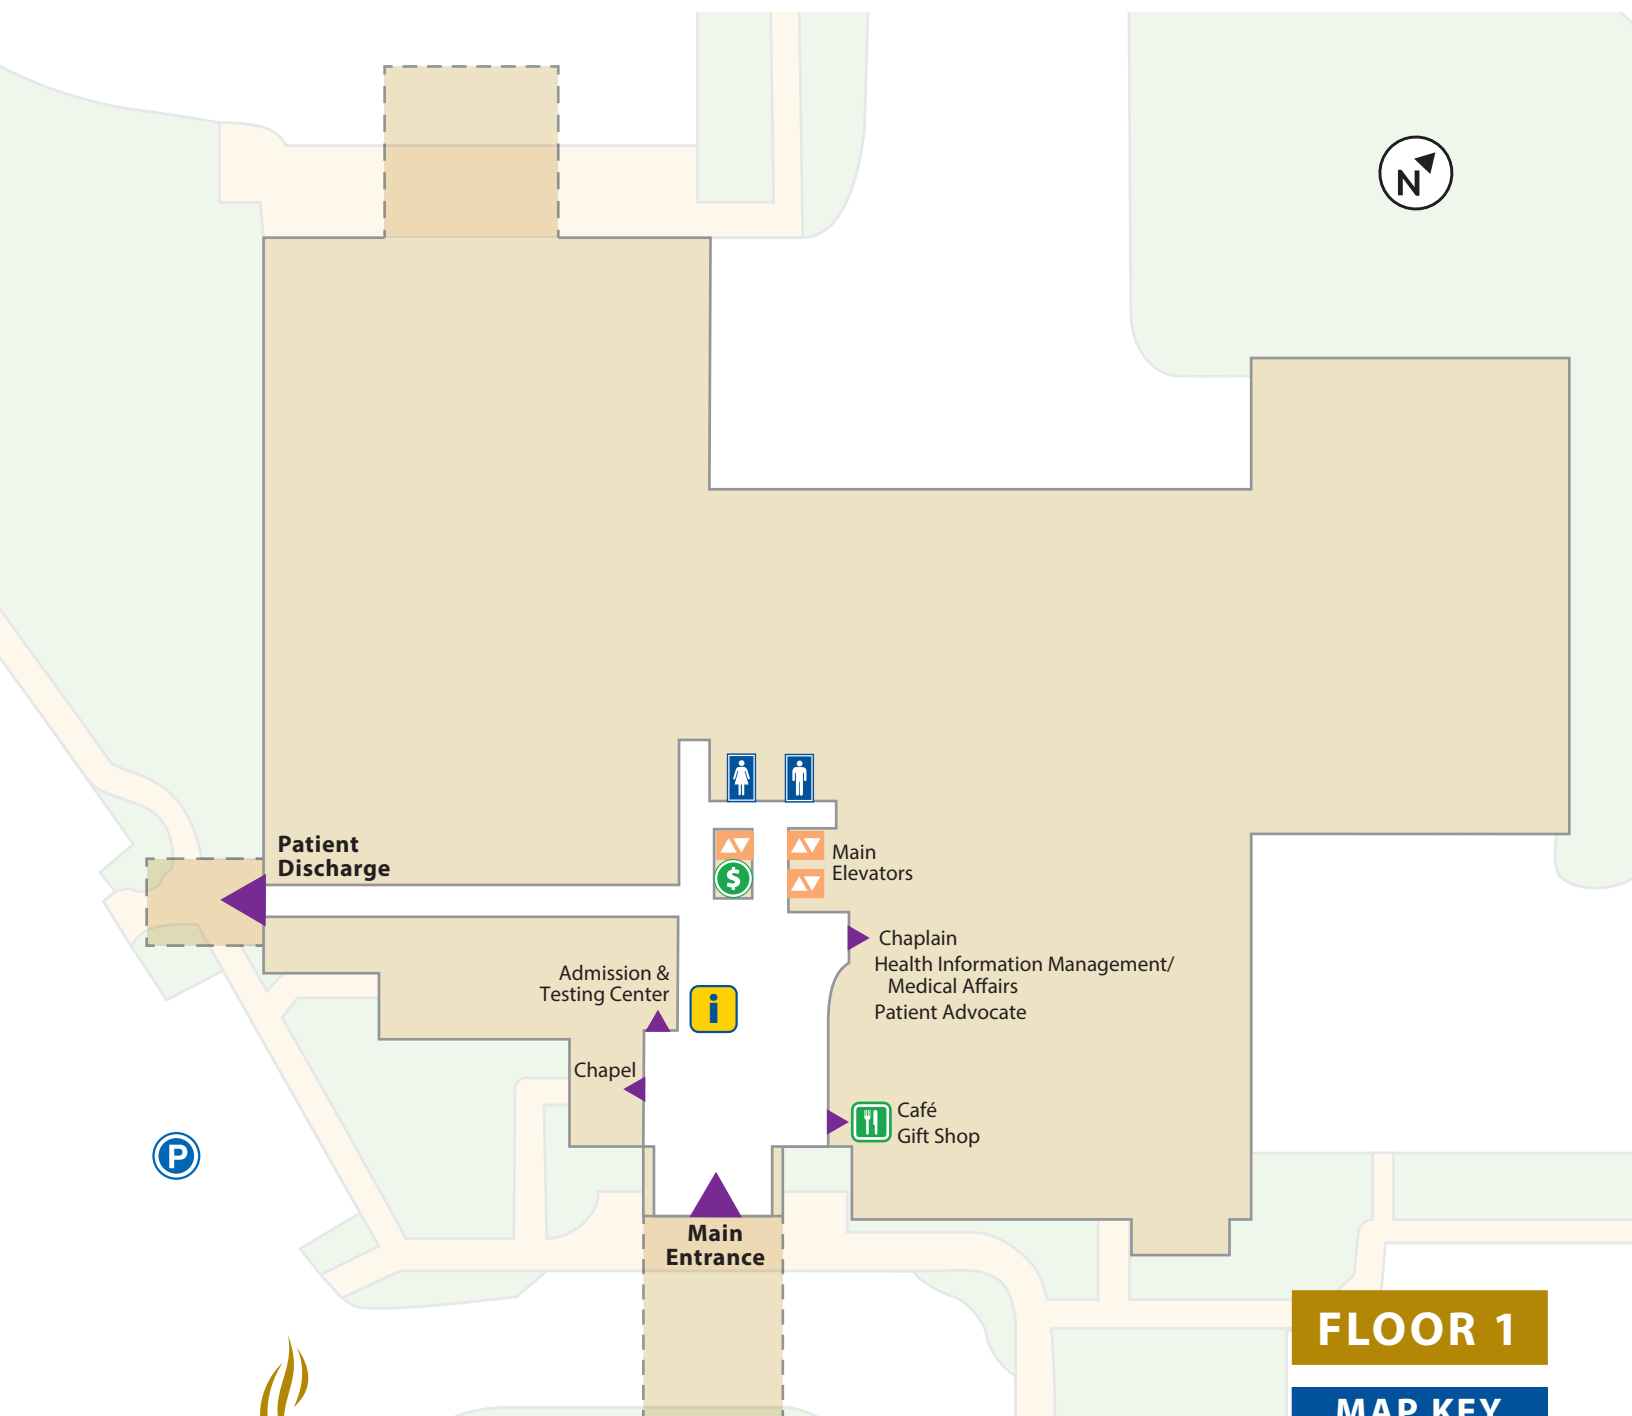 N
Patient
Discharge
$
Main
Elevators
Chaplain
Health Information Management/
Medical Affairs
Patient Advocate
Admission &
Testing Center
i
Chapel
Café
Gift Shop
P
Main
Entrance
FLOOR 1
MAP KEY